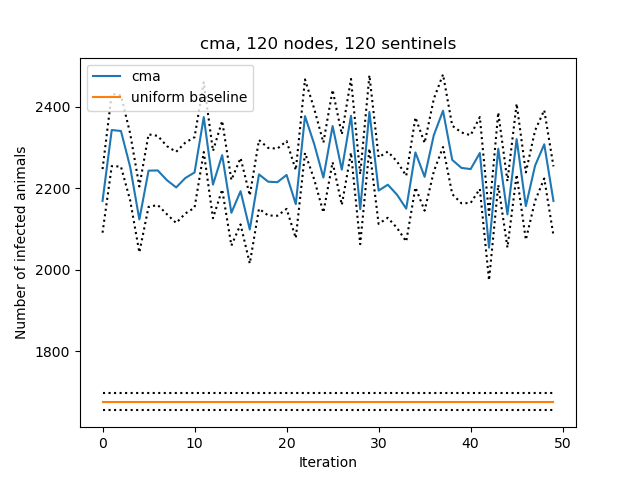 cma, 120 nodes, 120 sentinels
cma
uniform baseline
2400
2200
2000
1800
Number of infected animals
0
10
20
30
40
50
Iteration